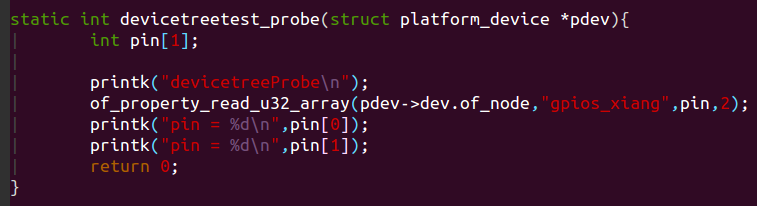 static int devicetreetest_probe(struct platform_device *pdev){
int pin[1];
printk("devicetreeProbe\n");
of_property_read_u32_array(pdev->dev.of_node,"gpios_xiang",pin,2);
printk("pin = %d\n",pin[0]);
printk("pin = %d\n",pin[1]);
return 0;
}